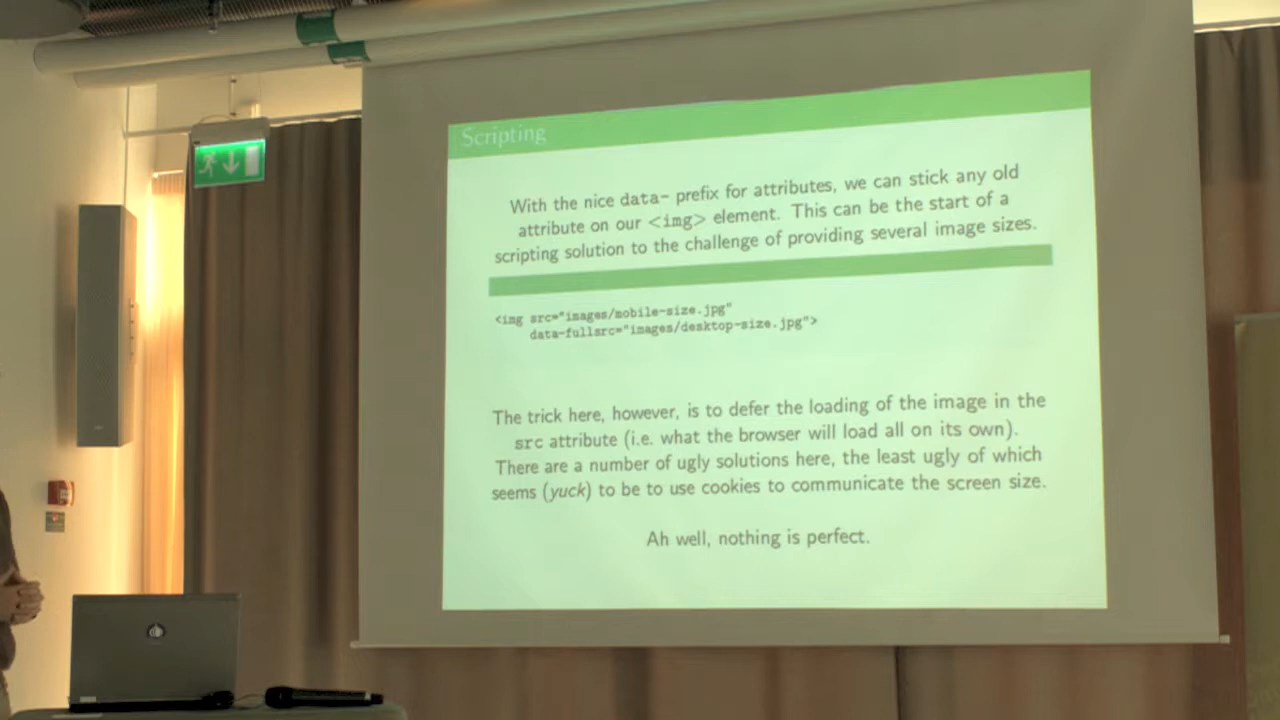 Scripting
With the nice data- prefix for attributes, we can stick any old
attribute on our <img> element. This can be the start of a
scripting solution to the challenge of providing several image sizes.
<img src="images/mobile-size.jpg"
data-fullsrc="images/desktop-size.jpg">
The trick here, however, is to defer the loading of the image in the
src attribute (i.e. what the browser will load all on its own).
There are a number of ugly solutions here, the least ugly of which
seems (yuck) to be to use cookies to communicate the screen size.
Ah well, nothing is perfect.